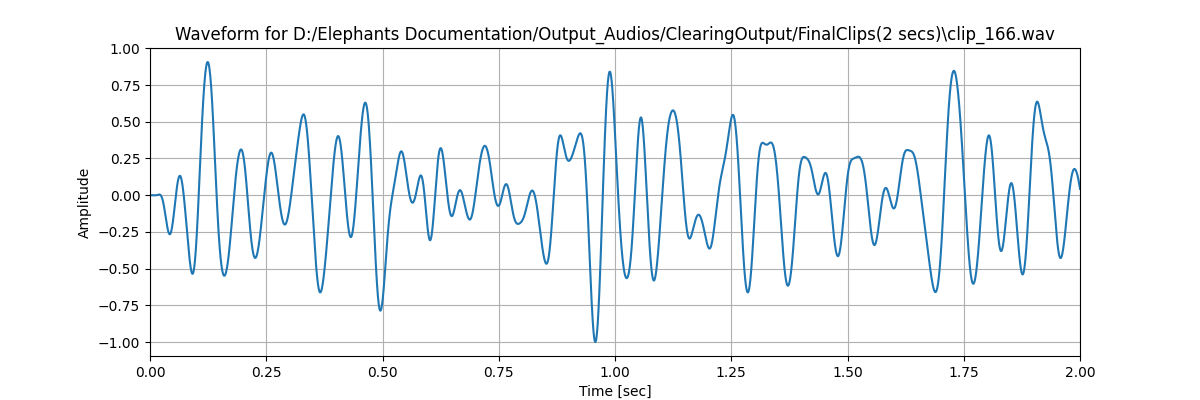 Waveform for D:/Elephants Documentation/Output_Audios/ClearingOutput/FinalClips(2 secs)\clip_166.wav
1.00
0.75
0.50
0.25
0.00
−0.25
−0.50
−0.75
−1.00
Amplitude
0.00 0.25 0.50 0.75 1.00 1.25 1.50 1.75 2.00
Time [sec]